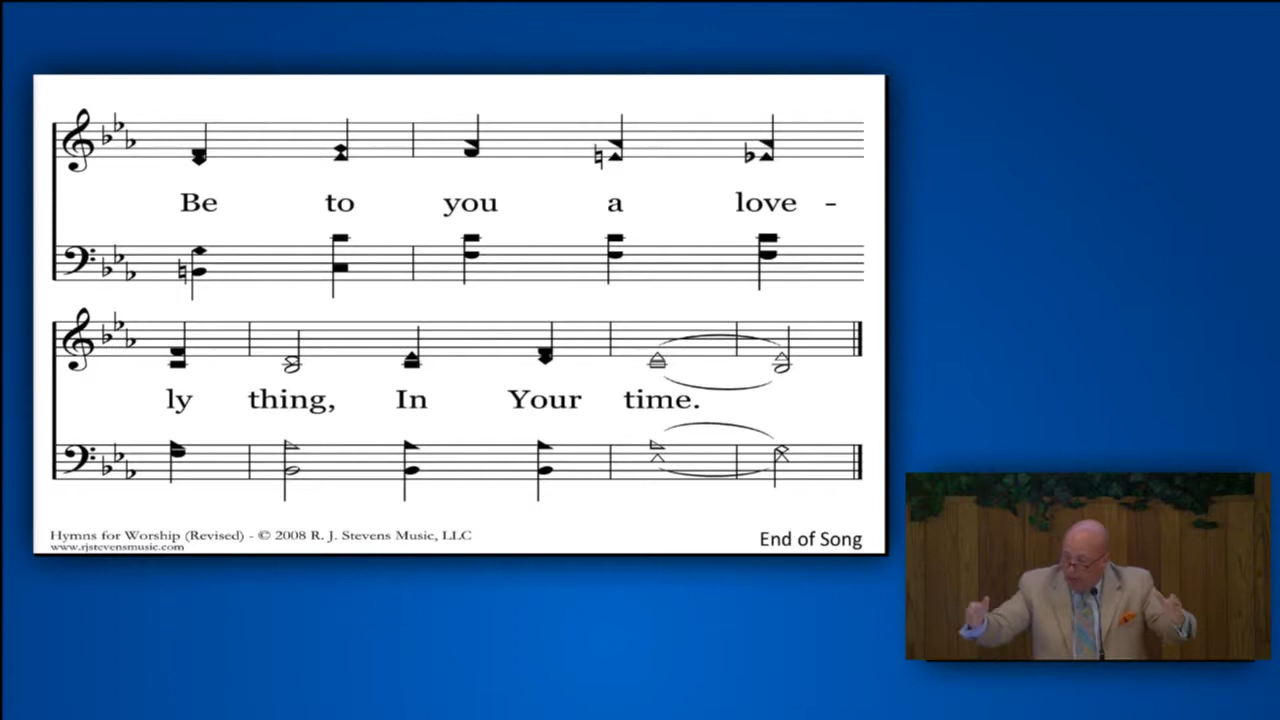 Be to you a love -
ly thing, In Your time.
Hymns for Worship (Revised) - © 2008 R. J. Stevens Music, LLC
www.rjstevensmusic.com
End of Song